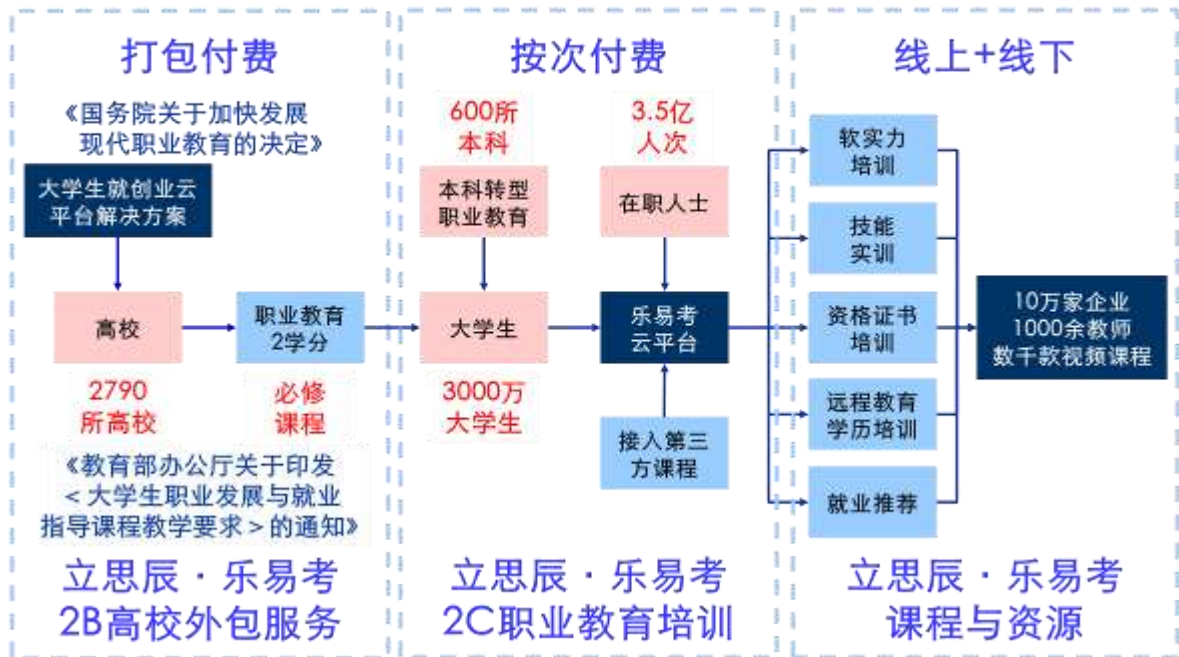 打包付费
《国务院关于加快发展
现代职业教育的决定》
大学生就创业云
平台解决方案
高校
职业教育
2学分
2790
所高校
必修
课程
《教育部办公厅关于印发
＜大学生职业发展与就业
指导课程教学要求＞的通知》
立思辰·乐易考
2B高校外包服务
按次付费
600所
本科
3.5亿
人次
本科转型
职业教育
在职人士
大学生
乐易考
云平台
3000万
大学生
接入第三
方课程
立思辰·乐易考
2C职业教育培训
线上+线下
软实力
培训
技能
实训
资格证书
培训
远程教育
学历培训
就业推荐
10万家企业
1000余教师
数千款视频课程
立思辰·乐易考
课程与资源